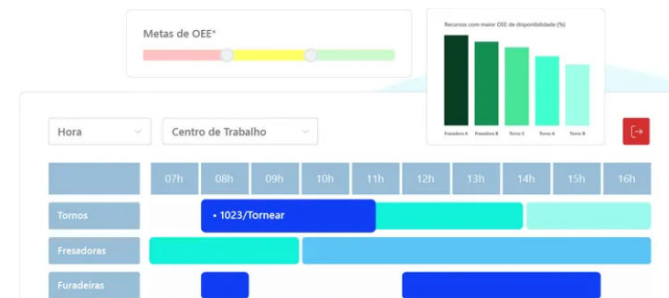 Metas de OEE*
Recursos com maior OEE de disponibilidade (%)
Fresadora A Fresadora B Torno C Torno A Torno B
Hora
Centro de Trabalho
07h 08h 09h 10h 11h 12h 13h 14h 15h 16h
Tornos
• 1023/Tornear
Fresadoras
Furadeiras